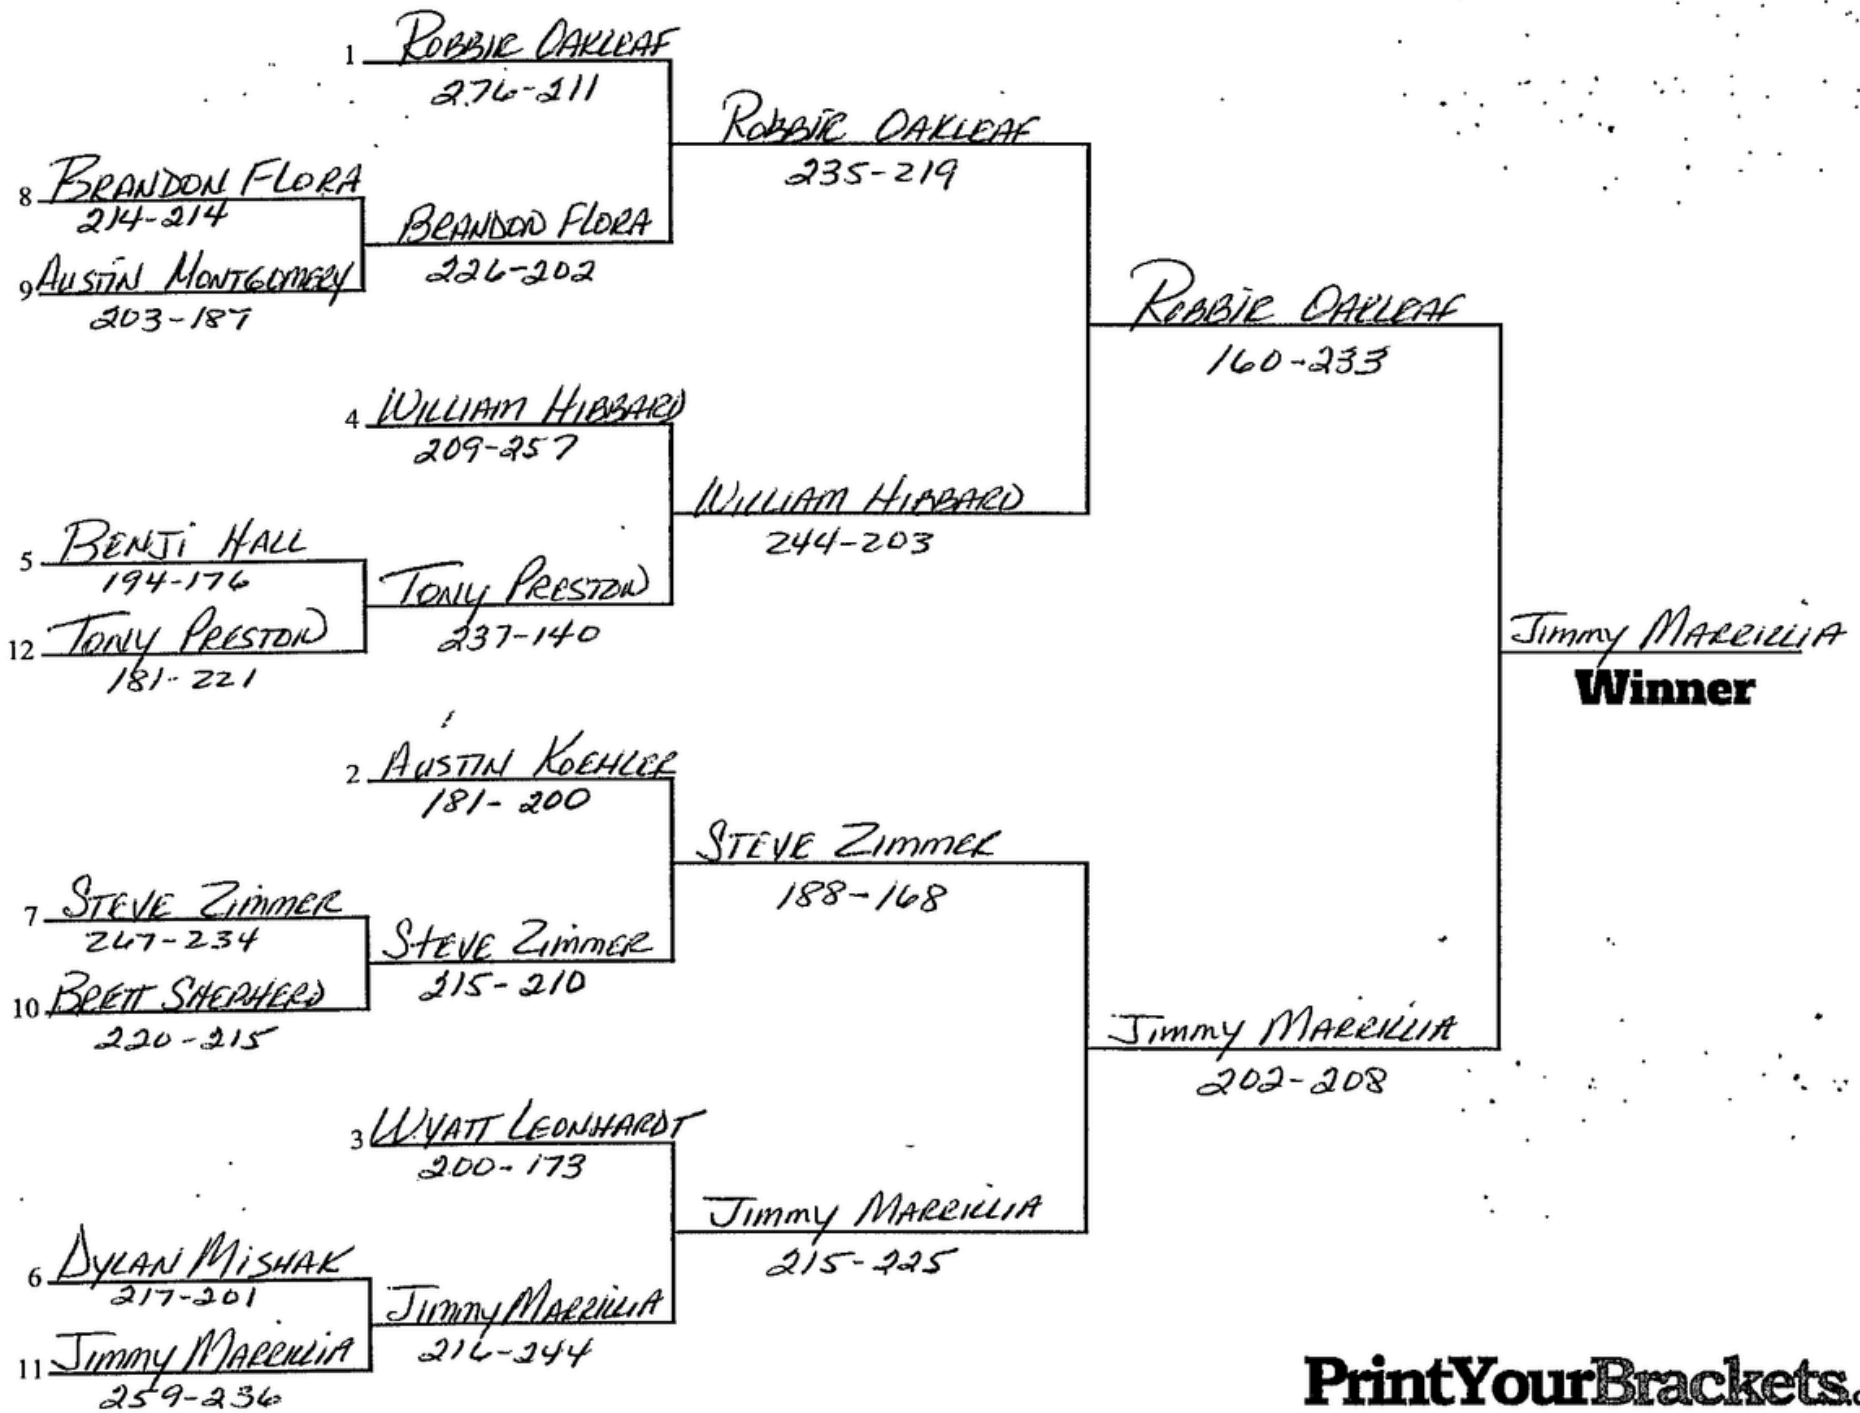 1 ROBBIE OAKLEAF
276-211
ROBBIE OAKLEAF
235-219
8 BRANDON FLORA
214-214
BRANDON FLORA
226-202
9 AUSTIN MONTGOMERY
203-187
ROBBIE OAKLEAF
160-233
4 WILLIAM HIBBARD
209-257
WILLIAM HIBBARD
244-203
5 BENJI HALL
194-176
TONY PRESTON
237-140
12 TONY PRESTON
181-221
JIMMY MARRILLIA
Winner
2 AUSTIN KOEHLER
181-200
STEVE ZIMMER
188-168
7 STEVE ZIMMER
267-234
STEVE ZIMMER
215-210
10 BRETT SHEPHERD
220-215
JIMMY MARRILLIA
202-208
3 WYATT LEONHARDT
200-173
JIMMY MARRILLIA
215-225
6 DYLAN MISHAK
217-201
JIMMY MARRILLIA
216-244
11 JIMMY MARRILLIA
259-236
PrintYourBrackets.